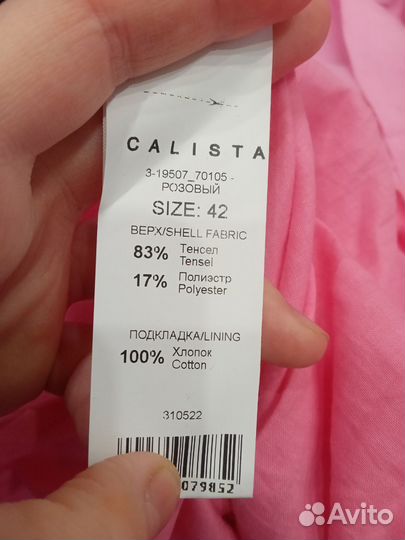 CALISTA
3-19507_70105 -
РОЗОВЫЙ
SIZE: 42
ВЕРХ/SHELL FABRIC
83% Тенсел
Tensel
17% Полиэстр
Polyester
ПОДКЛАДКА/LINING
100% Хлопок
Cotton
310522
079852
Avito